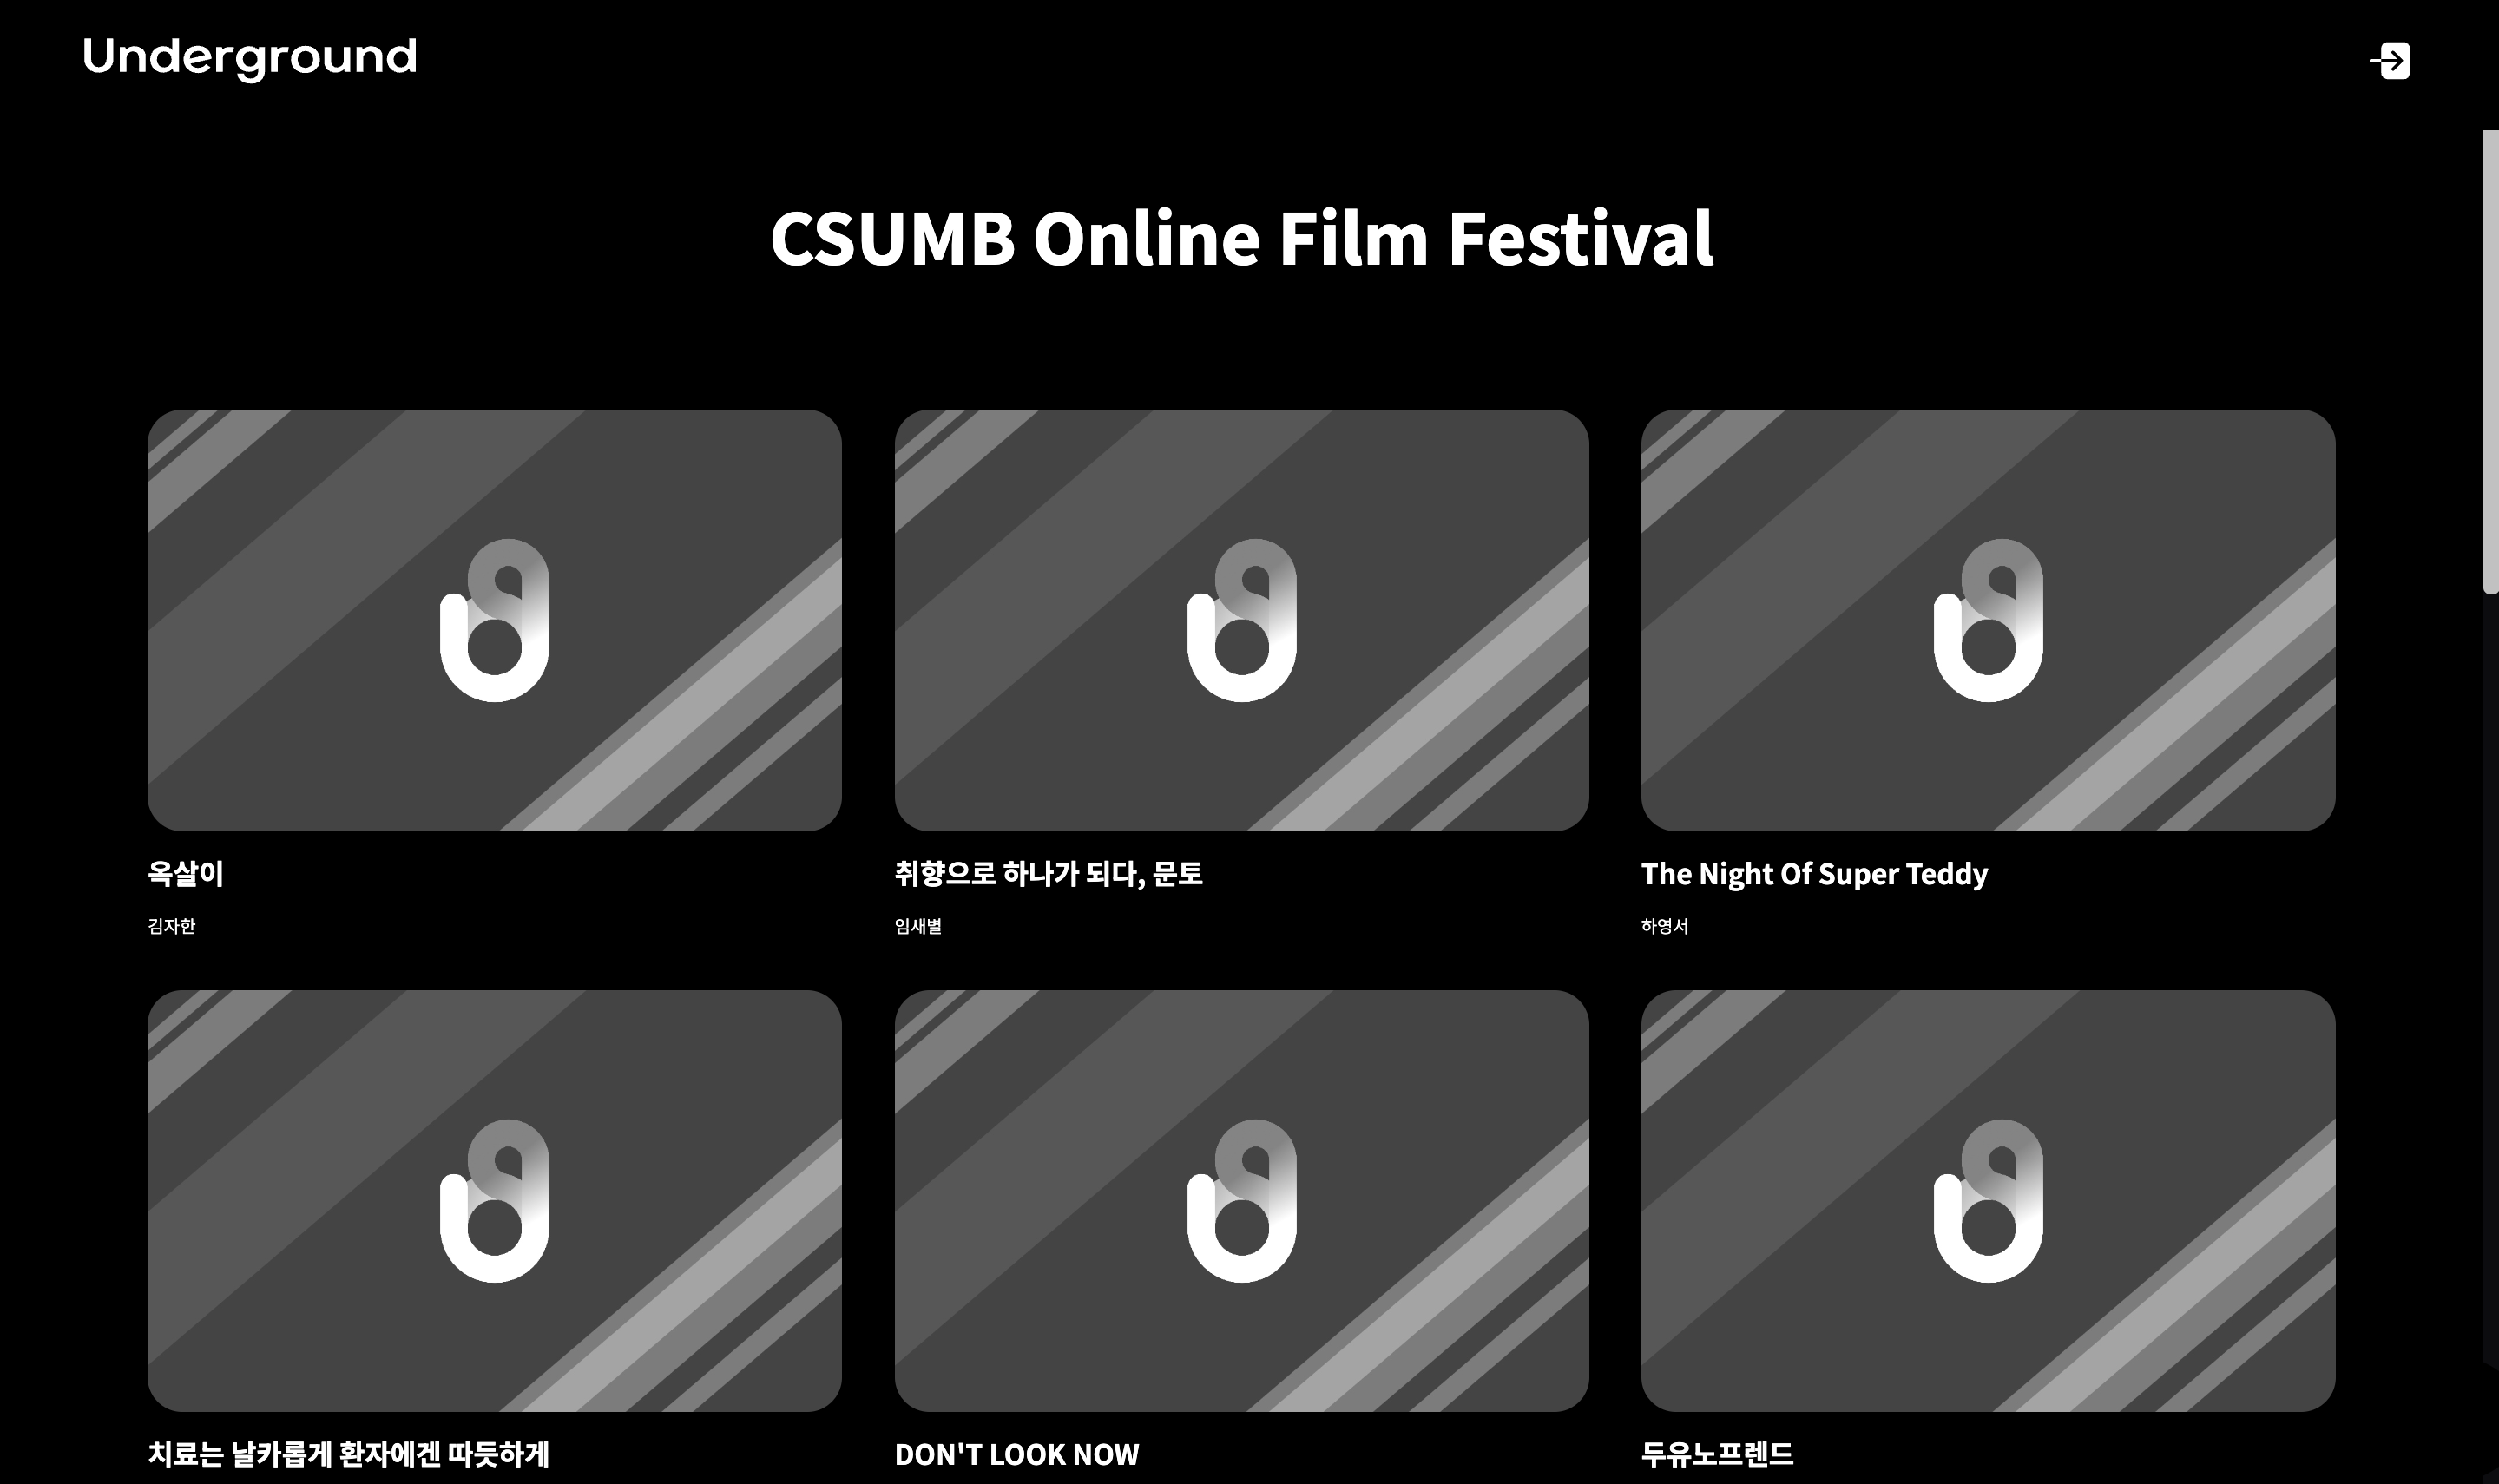 Underground
CSUMB Online Film Festival
옥살이
취향으로 하나가 되다, 문토
The Night Of Super Teddy
김자한
임새별
하영서
치료는 날카롭게 환자에겐 따듯하게
DON'T LOOK NOW
두유노프렌드